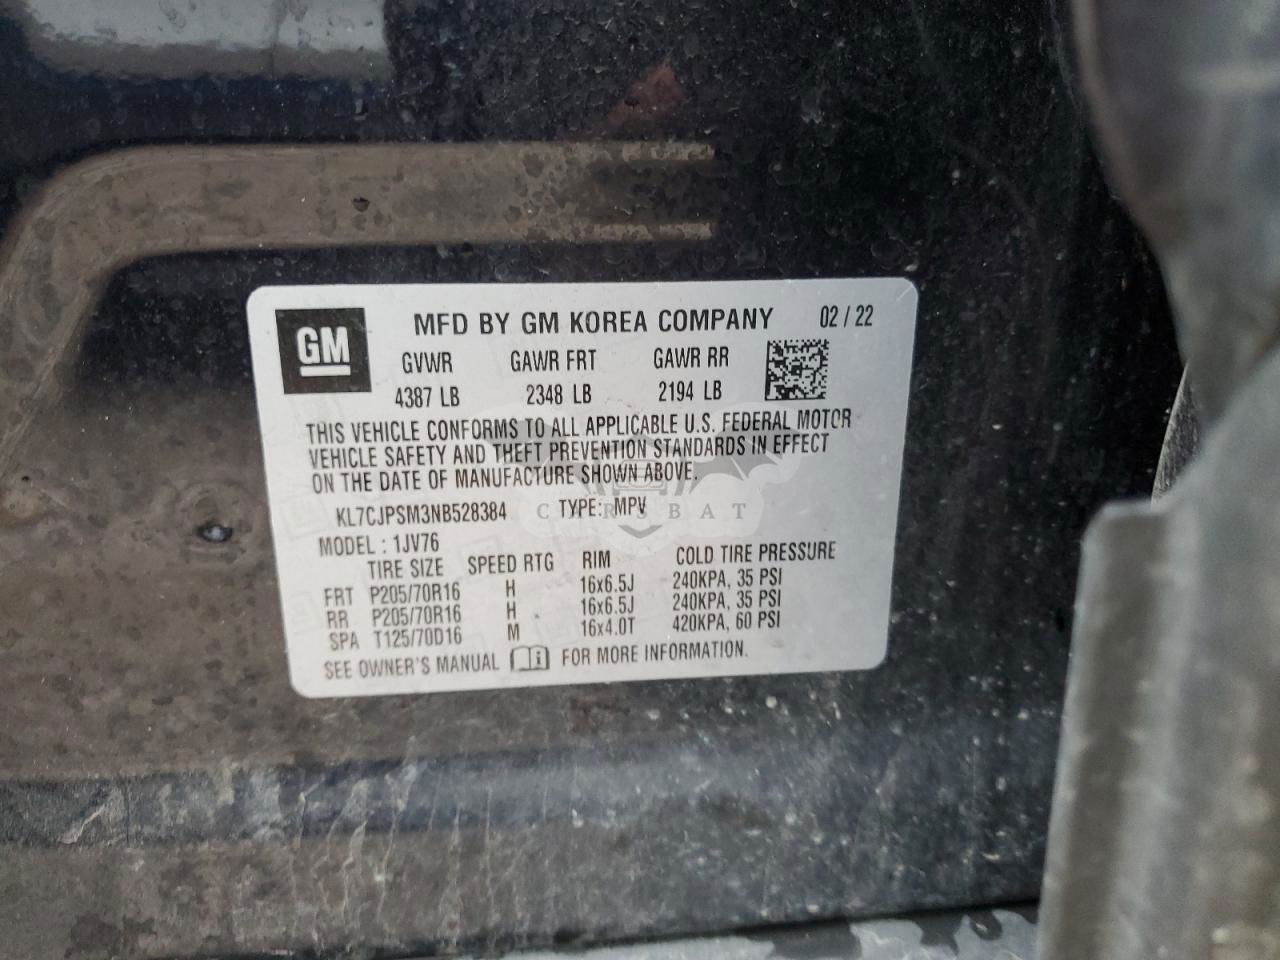 GM
MFD BY GM KOREA COMPANY 02 / 22
GVWR GAWR FRT GAWR RR
4387 LB 2348 LB 2194 LB
THIS VEHICLE CONFORMS TO ALL APPLICABLE U.S. FEDERAL MOTOR
VEHICLE SAFETY AND THEFT PREVENTION STANDARDS IN EFFECT
ON THE DATE OF MANUFACTURE SHOWN ABOVE.
KL7CJPSM3NB528384 TYPE: MPV
CARSBAT
MODEL : 1JV76
TIRE SIZE SPEED RTG RIM COLD TIRE PRESSURE
FRT P205/70R16 H 16x6.5J 240KPA, 35 PSI
RR P205/70R16 H 16x6.5J 240KPA, 35 PSI
SPA T125/70D16 M 16x4.0T 420KPA, 60 PSI
SEE OWNER'S MANUAL FOR MORE INFORMATION.